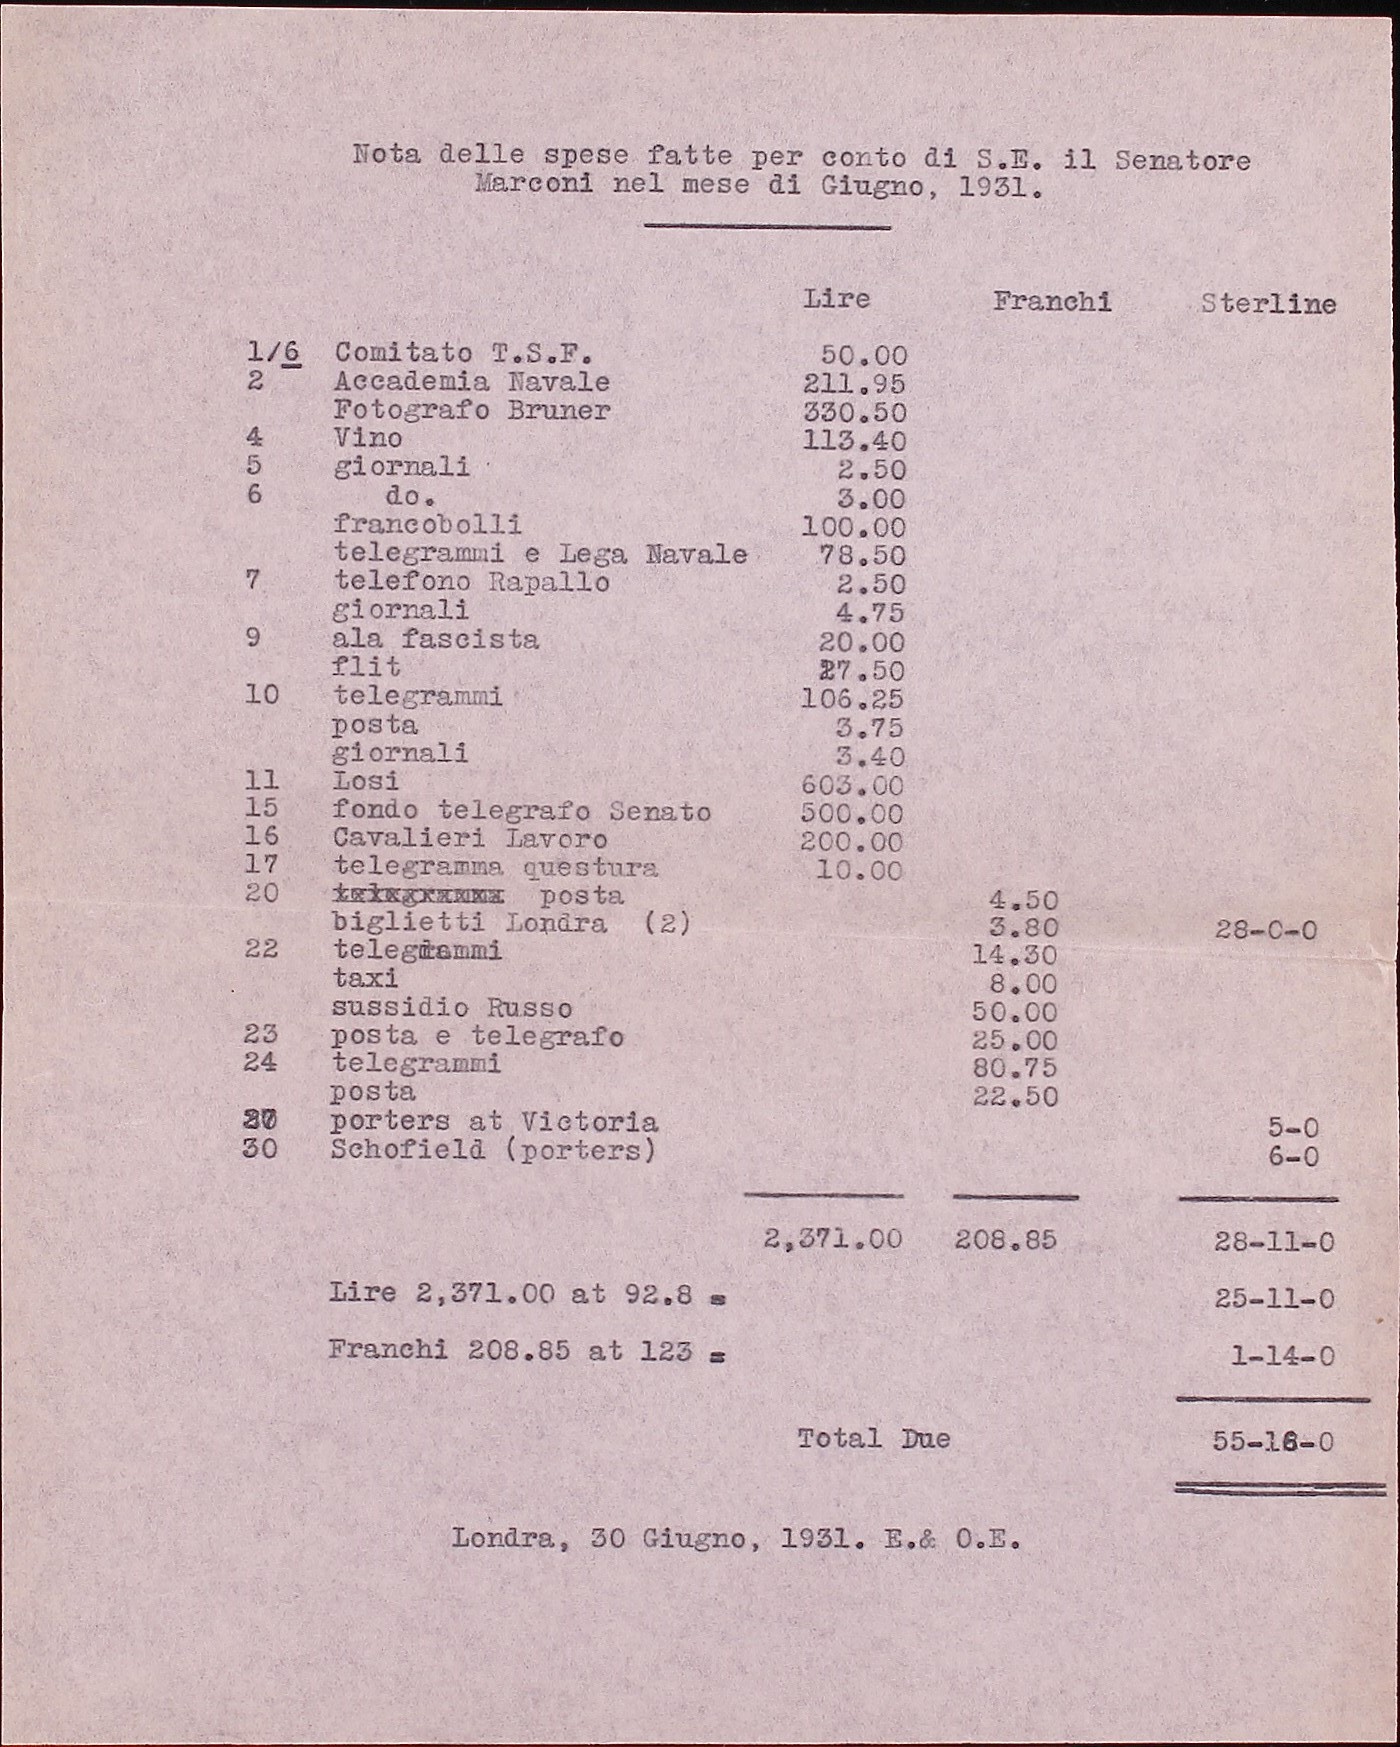 Nota delle spese fatte per conto di S.E. il Senatore
Marconi nel mese di Giugno, 1931.
Lire Franchi Sterline
1/6 Comitato T.S.F. 50.00
2 Accademia Navale 211.95
Fotografo Bruner 330.50
4 Vino 113.40
5 giornali 2.50
6 do. 3.00
francobolli 100.00
telegrammi e Lega Navale 78.50
7 telefono Rapallo 2.50
giornali 4.75
9 ala fascista 20.00
flit 27.50
10 telegrammi 106.25
posta 3.75
giornali 3.40
11 Losi 603.00
15 fondo telegrafo Senato 500.00
16 Cavalieri Lavoro 200.00
17 telegramma questura 10.00
20 posta 4.50
biglietti Londra (2) 3.80 28-0-0
22 telegrammi 14.30
taxi 8.00
sussidio Russo 50.00
23 posta e telegrafo 25.00
24 telegrammi 80.75
posta 22.50
porters at Victoria 5-0
30 Schofield (porters) 6-0
2,371.00 208.85 28-11-0
Lire 2,371.00 at 92.8 = 25-11-0
Franchi 208.85 at 123 = 1-14-0
Total Due 55-16-0
Londra, 30 Giugno, 1931. E.& O.E.